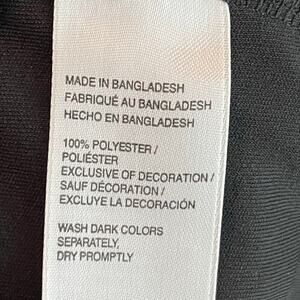 MADE IN BANGLADESH
FABRIQUÉ AU BANGLADESH
HECHO EN BANGLADESH
100% POLYESTER /
POLIÉSTER
EXCLUSIVE OF DECORATION /
SAUF DÉCORATION /
EXCLUYE LA DECORACIÓN
WASH DARK COLORS
SEPARATELY,
DRY PROMPTLY